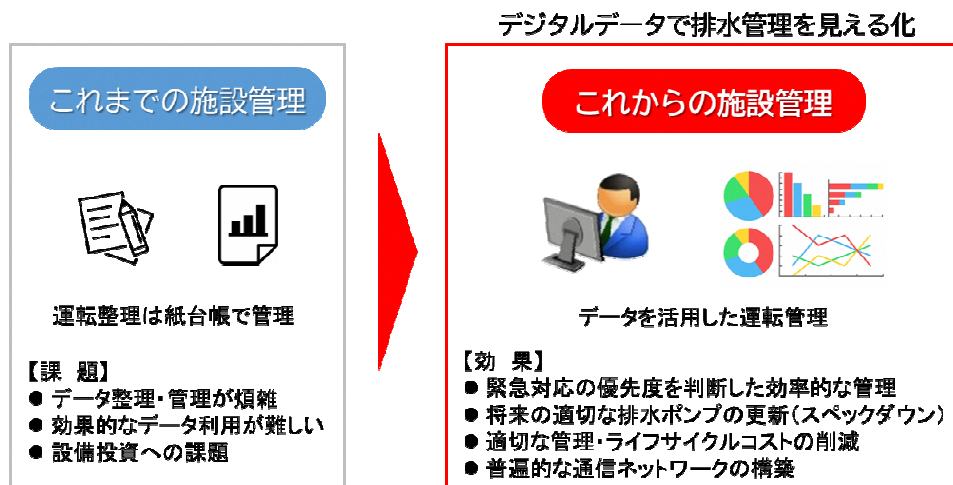 デジタルデータで排水管理を見える化
これまでの施設管理
運転整理は紙台帳で管理
【課　題】
● データ整理・管理が煩雑
● 効果的なデータ利用が難しい
● 設備投資への課題
これからの施設管理
データを活用した運転管理
【効　果】
● 緊急対応の優先度を判断した効率的な管理
● 将来の適切な排水ポンプの更新（スペックダウン）
● 適切な管理・ライフサイクルコストの削減
● 普遍的な通信ネットワークの構築